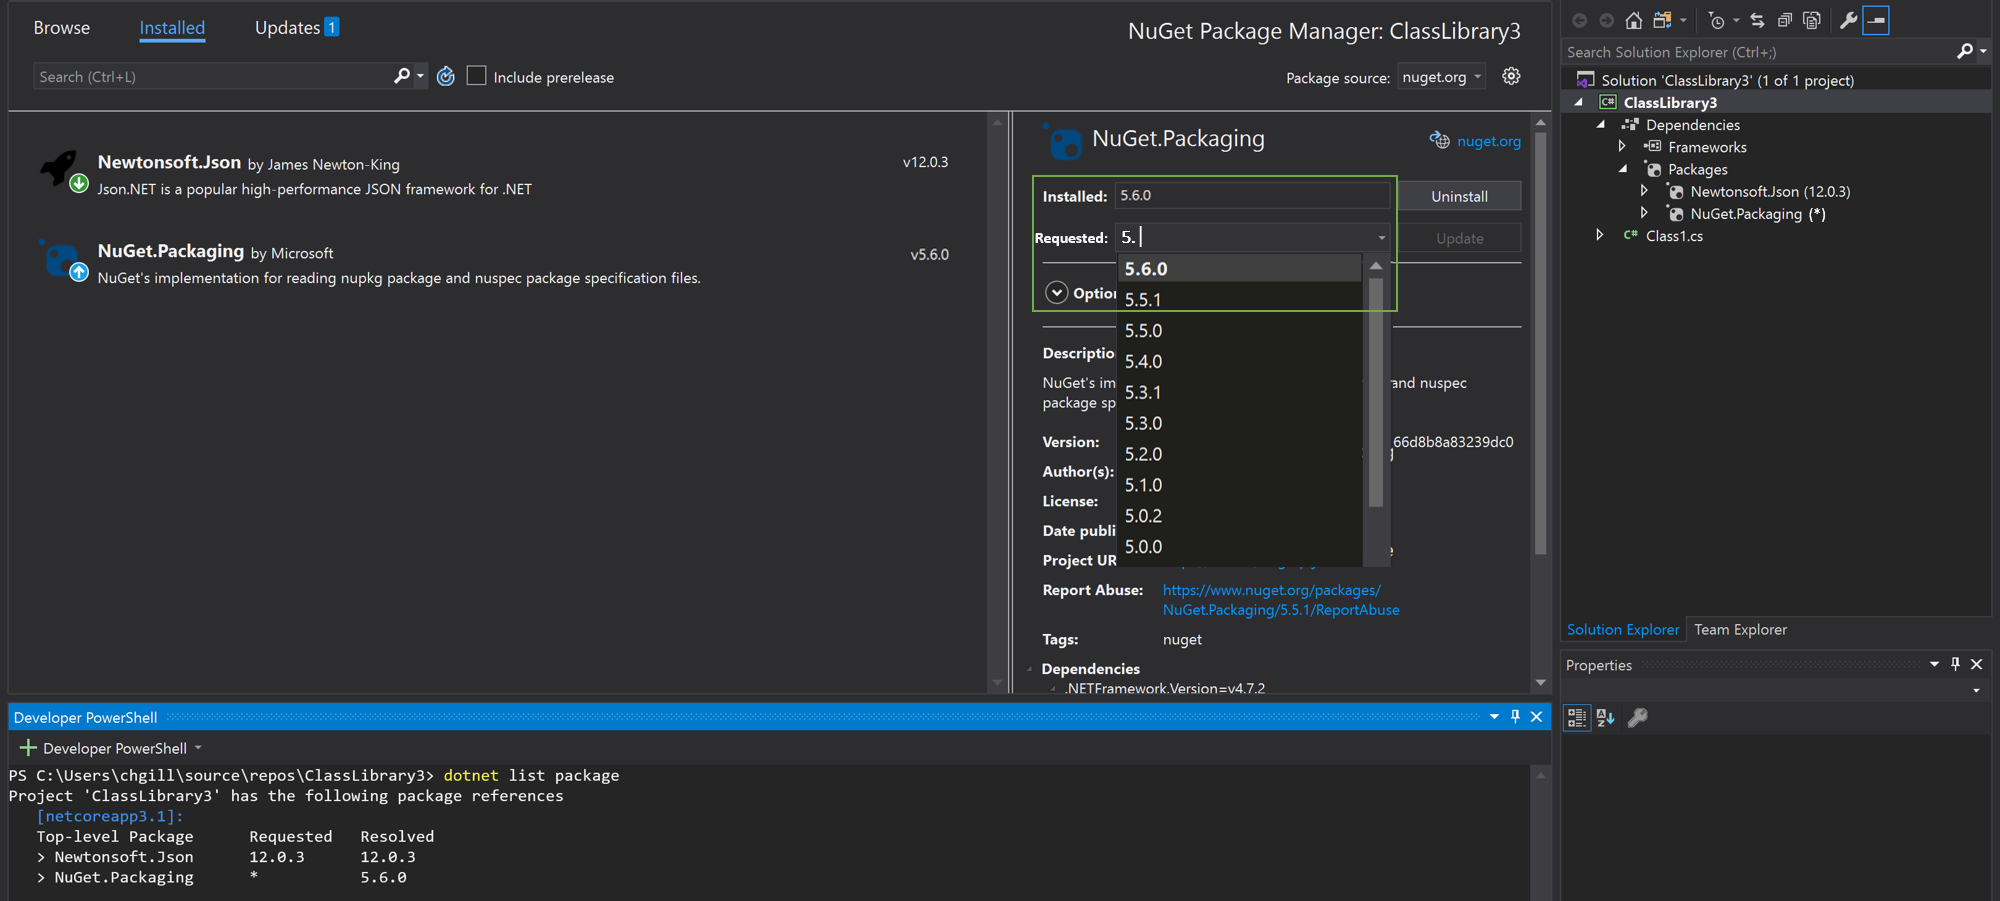 Browse
Installed
Updates 1
NuGet Package Manager: ClassLibrary3
Search (Ctrl+L)
Include prerelease
Package source: nuget.org
Newtonsoft.Json by James Newton-King
v12.0.3
Json.NET is a popular high-performance JSON framework for .NET
NuGet.Packaging by Microsoft
v5.6.0
NuGet's implementation for reading nupkg package and nuspec package specification files.
NuGet.Packaging
nuget.org
Installed: 5.6.0
Uninstall
Requested: 5.
Update
5.6.0
Optio
5.5.1
5.5.0
Descriptio
5.4.0
NuGet's im
and nuspec
5.3.1
package sp
5.3.0
Version:
66d8b8a83239dc0
5.2.0
Author(s):
5.1.0
License:
5.0.2
Date publi
5.0.0
Project UR
Report Abuse: https://www.nuget.org/packages/
NuGet.Packaging/5.5.1/ReportAbuse
Tags: nuget
Dependencies
.NETFramework,Version=v4.7.2
Search Solution Explorer (Ctrl+;)
Solution 'ClassLibrary3' (1 of 1 project)
C# ClassLibrary3
Dependencies
Frameworks
Packages
Newtonsoft.Json (12.0.3)
NuGet.Packaging (*)
C# Class1.cs
Solution Explorer
Team Explorer
Properties
Developer PowerShell
Developer PowerShell
PS C:\Users\chgill\source\repos\ClassLibrary3> dotnet list package
Project 'ClassLibrary3' has the following package references
[netcoreapp3.1]:
Top-level Package Requested Resolved
> Newtonsoft.Json 12.0.3 12.0.3
> NuGet.Packaging * 5.6.0